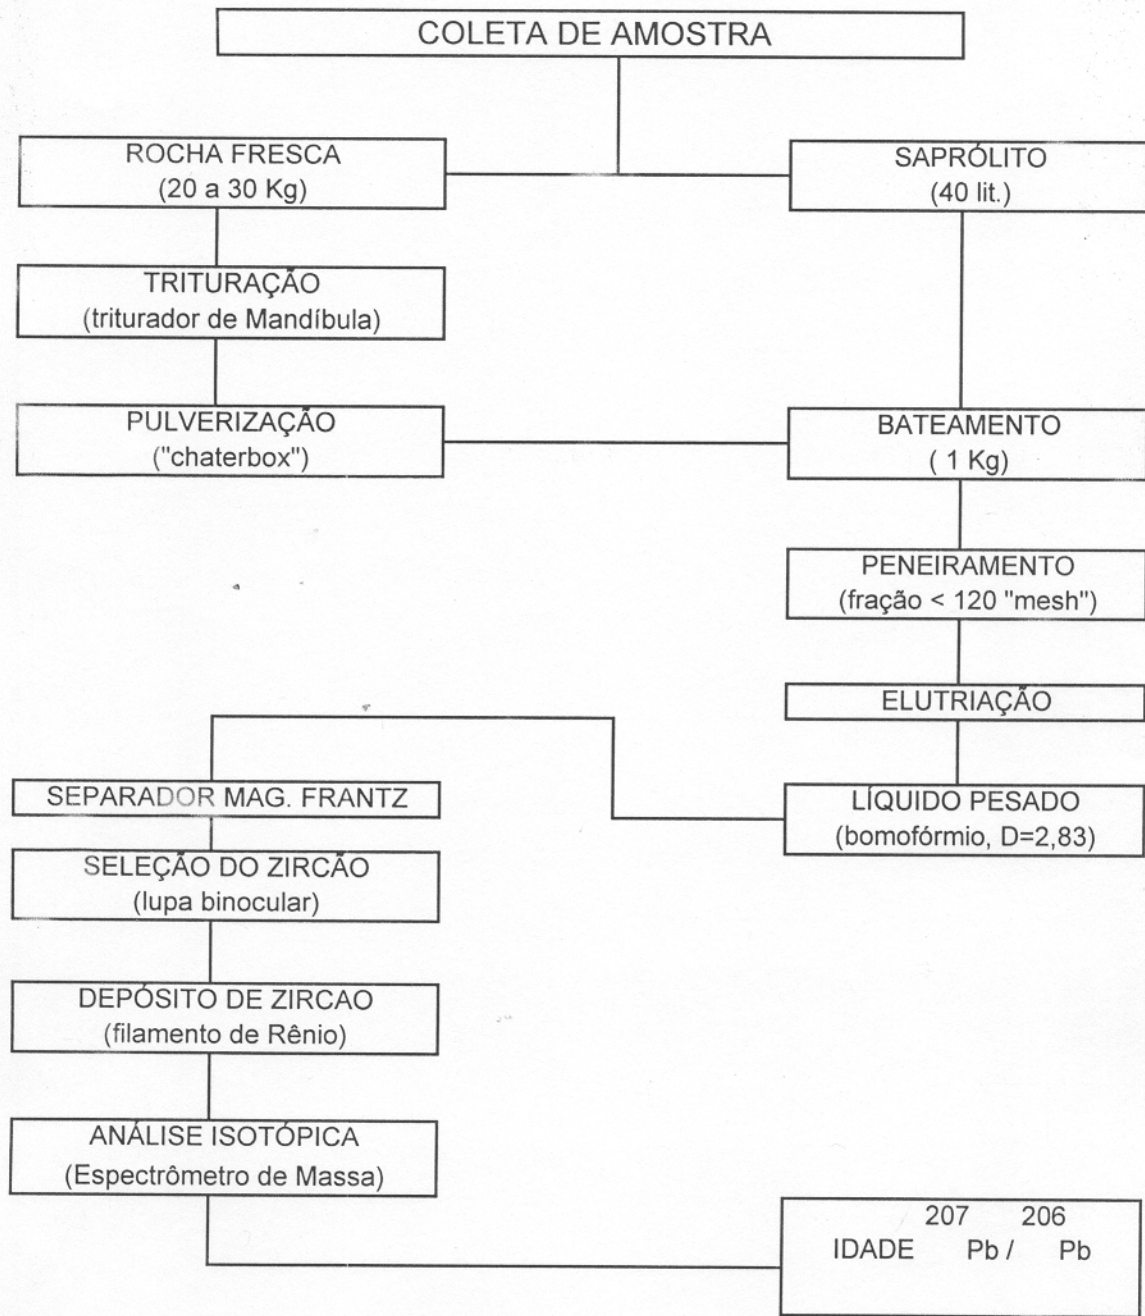 COLETA DE AMOSTRA
ROCHA FRESCA
(20 a 30 Kg)
SAPRÓLITO
(40 lit.)
TRITURAÇÃO
(triturador de Mandíbula)
PULVERIZAÇÃO
("chaterbox")
BATEAMENTO
( 1 Kg)
PENEIRAMENTO
(fração < 120 "mesh")
ELUTRIAÇÃO
LÍQUIDO PESADO
(bomofórmio, D=2,83)
SEPARADOR MAG. FRANTZ
SELEÇÃO DO ZIRCÃO
(lupa binocular)
DEPÓSITO DE ZIRCAO
(filamento de Rênio)
ANÁLISE ISOTÓPICA
(Espectrômetro de Massa)
207 206
IDADE Pb / Pb